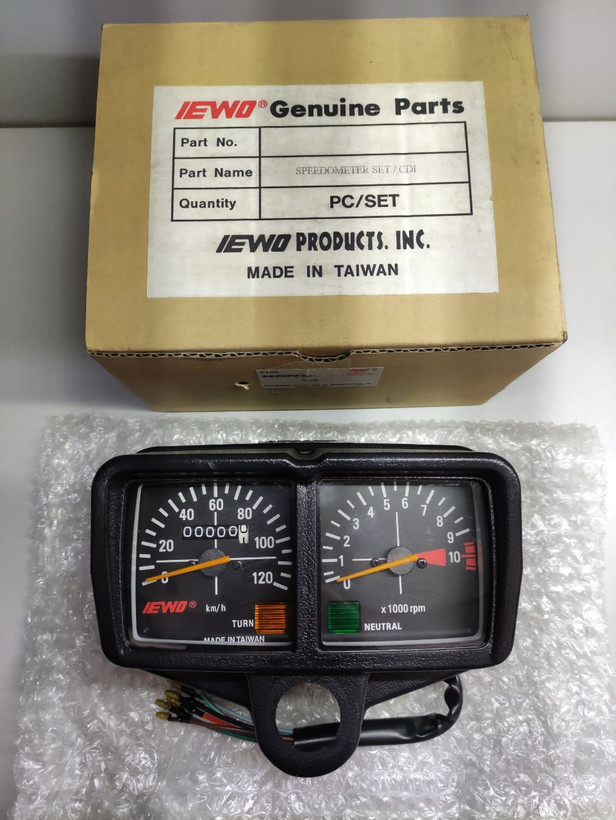 IEWO® Genuine Parts
Part No.
Part Name SPEEDOMETER SET / CDI
Quantity PC/SET
IEWO PRODUCTS. INC.
MADE IN TAIWAN
0 20 40 60 80 100 120
00000
IEWO®
km/h
TURN
MADE IN TAIWAN
0 1 2 3 4 5 6 7 8 9 10
x 1000 rpm
NEUTRAL